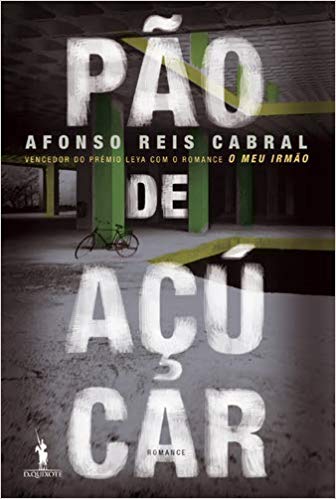 PÃO
AFONSO REIS CABRAL
VENCEDOR DO PRÉMIO LEYA COM O ROMANCE O MEU IRMÃO
DE
AÇÚ
CAR
ROMANCE
D.QUIXOTE